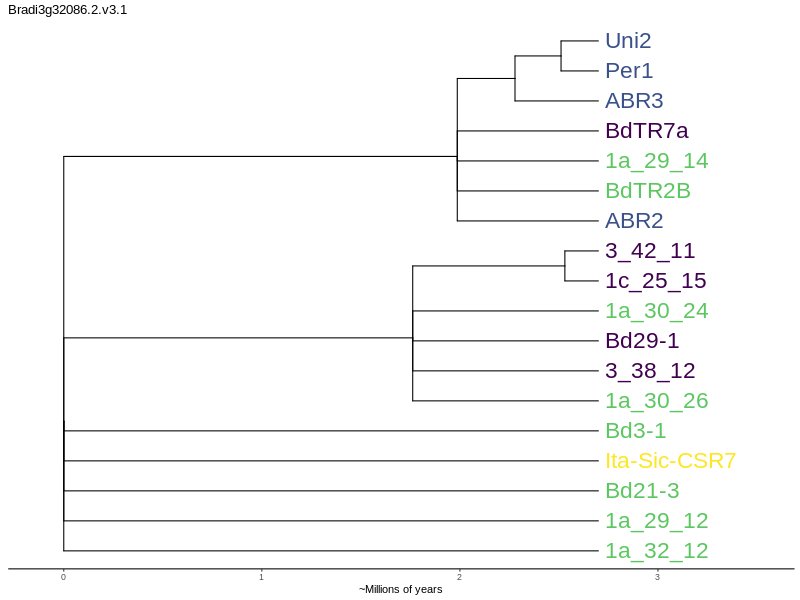 Bradi3g32086.2.v3.1
Uni2
Per1
ABR3
BdTR7a
1a_29_14
BdTR2B
ABR2
3_42_11
1c_25_15
1a_30_24
Bd29-1
3_38_12
1a_30_26
Bd3-1
Ita-Sic-CSR7
Bd21-3
1a_29_12
1a_32_12
0 1 2 3
~Millions of years